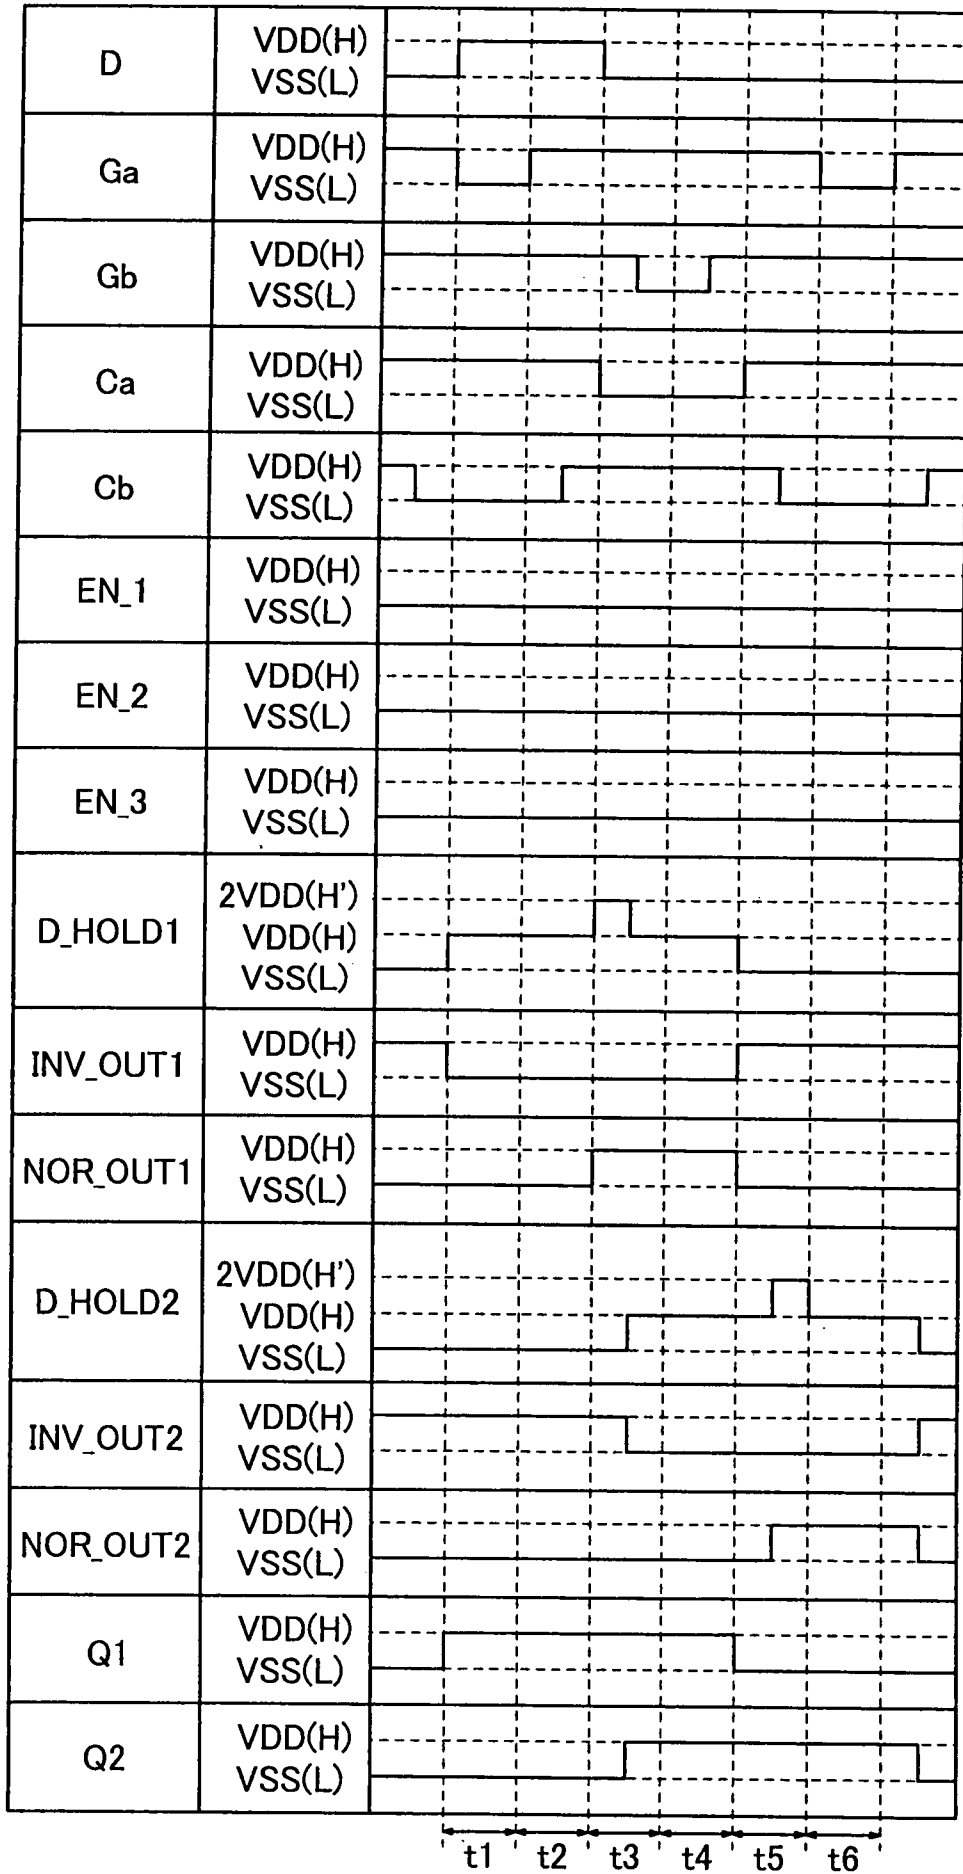 D
VDD(H)
VSS(L)
Ga
VDD(H)
VSS(L)
Gb
VDD(H)
VSS(L)
Ca
VDD(H)
VSS(L)
Cb
VDD(H)
VSS(L)
EN_1
VDD(H)
VSS(L)
EN_2
VDD(H)
VSS(L)
EN_3
VDD(H)
VSS(L)
D_HOLD1
2VDD(H')
VDD(H)
VSS(L)
INV_OUT1
VDD(H)
VSS(L)
NOR_OUT1
VDD(H)
VSS(L)
D_HOLD2
2VDD(H')
VDD(H)
VSS(L)
INV_OUT2
VDD(H)
VSS(L)
NOR_OUT2
VDD(H)
VSS(L)
Q1
VDD(H)
VSS(L)
Q2
VDD(H)
VSS(L)
t1 t2 t3 t4 t5 t6